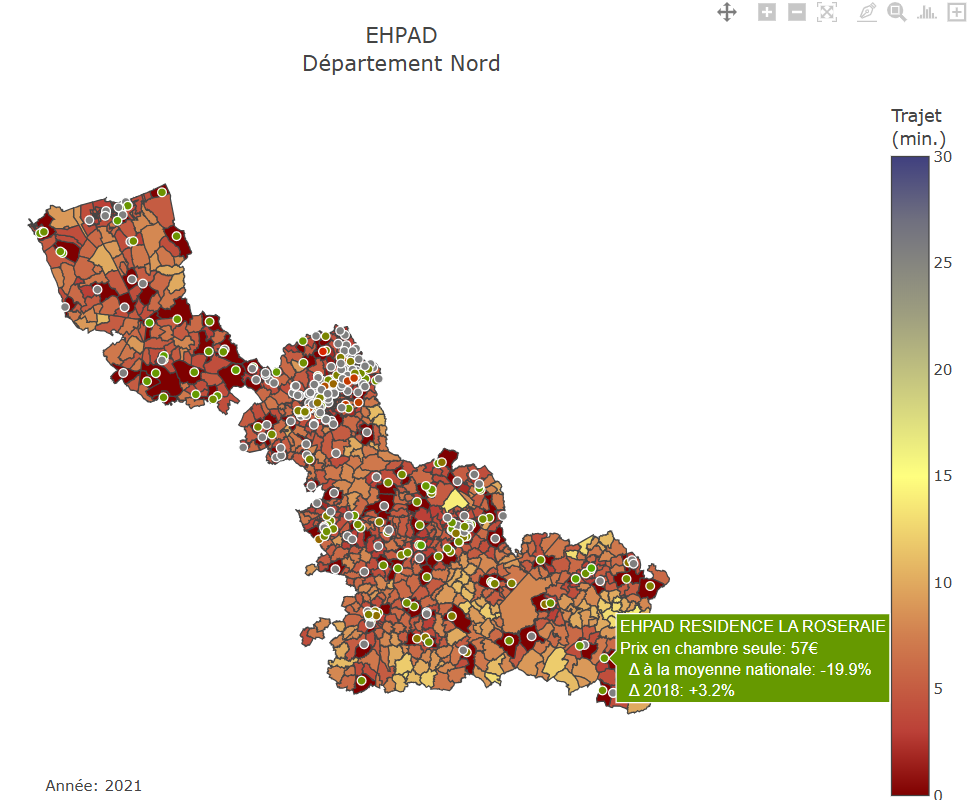 EHPAD
Département Nord
Trajet
(min.)
30
25
20
15
10
5
0
EHPAD RESIDENCE LA ROSERAIE
Prix en chambre seule: 57€
Δ à la moyenne nationale: -19.9%
Δ 2018: +3.2%
Année: 2021